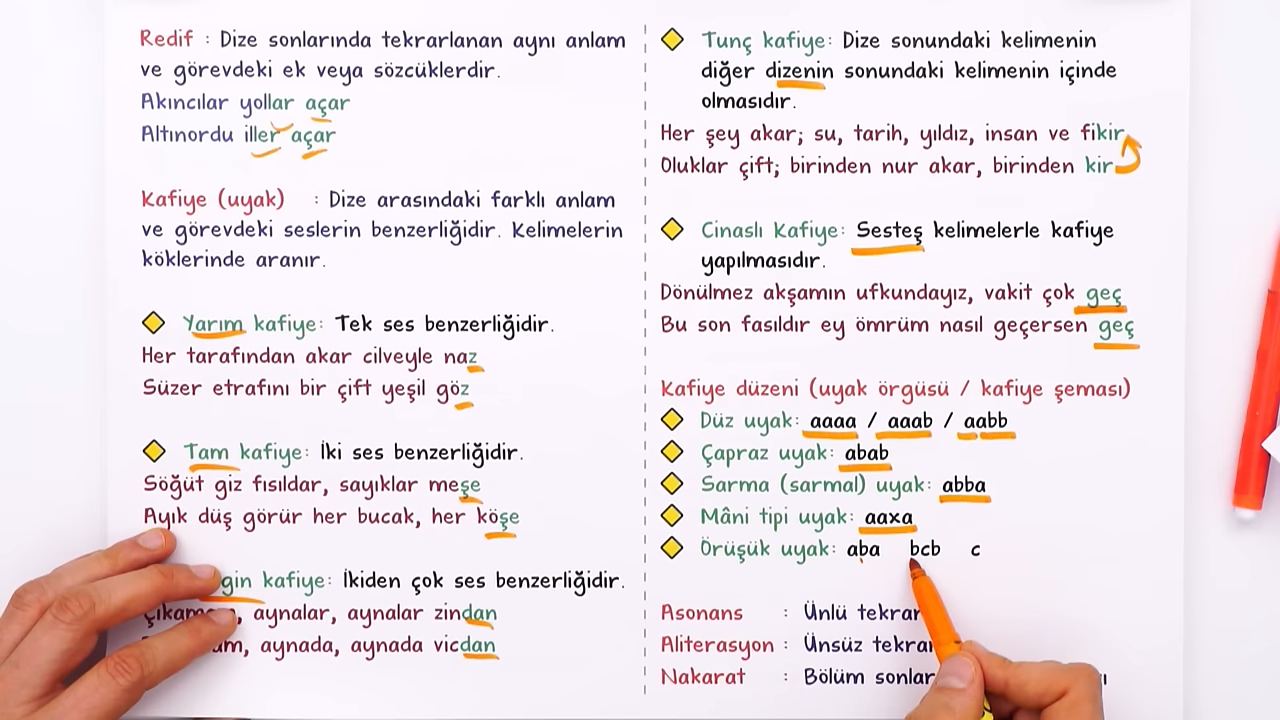 Redif : Dize sonlarında tekrarlanan aynı anlam
ve görevdeki ek veya sözcüklerdir.
Akıncılar yollar açar
Altınordu iller açar
Kafiye (uyak) : Dize arasındaki farklı anlam
ve görevdeki seslerin benzerliğidir. Kelimelerin
köklerinde aranır.
Yarım kafiye: Tek ses benzerliğidir.
Her tarafından akar cilveyle naz
Süzer etrafını bir çift yeşil göz
Tam kafiye: İki ses benzerliğidir.
Söğüt giz fısıldar, sayıklar meşe
Ayık düş görür her bucak, her köşe
gin kafiye: İkiden çok ses benzerliğidir.
aynalar, aynalar zindan
aynada, aynada vicdan
Tunç kafiye: Dize sonundaki kelimenin
diğer dizenin sonundaki kelimenin içinde
olmasıdır.
Her şey akar; su, tarih, yıldız, insan ve fikir
Oluklar çift; birinden nur akar, birinden kir
Cinaslı Kafiye: Sesteş kelimelerle kafiye
yapılmasıdır.
Dönülmez akşamın ufkundayız, vakit çok geç
Bu son fasıldır ey ömrüm nasıl geçersen geç
Kafiye düzeni (uyak örgüsü / kafiye şeması)
Düz uyak: aaaa / aaab / aabb
Çapraz uyak: abab
Sarma (sarmal) uyak: abba
Mâni tipi uyak: aaxa
Örüşük uyak: aba bcb c
Asonans : Ünlü tekrar
Aliterasyon : Ünsüz tekrar
Nakarat : Bölüm sonlar